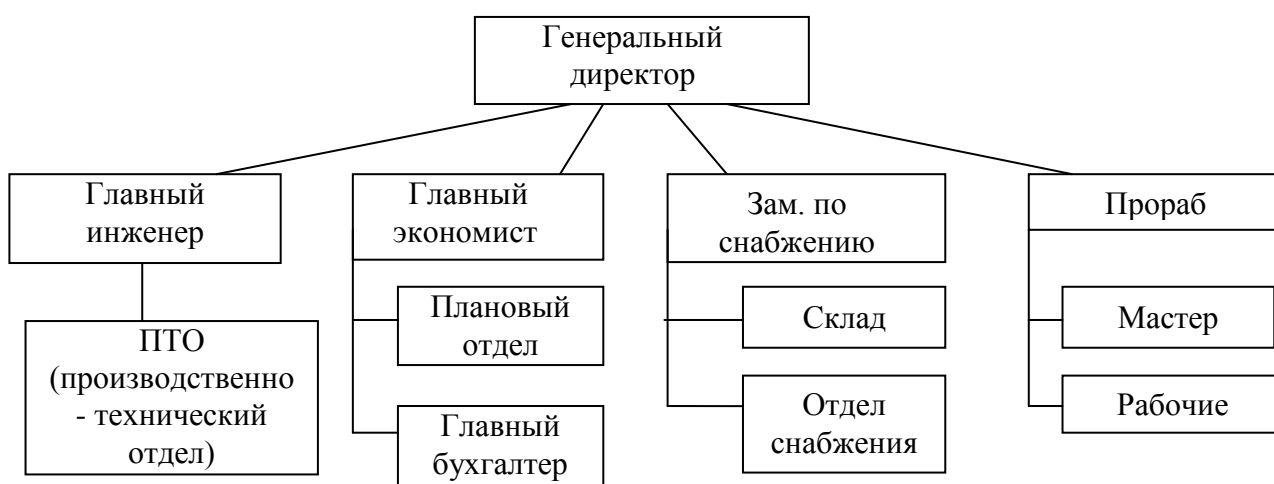 Генеральный
директор
Главный
инженер
Главный
экономист
Зам. по
снабжению
Прораб
ПТО
(производственно
- технический
отдел)
Плановый
отдел
Главный
бухгалтер
Склад
Отдел
снабжения
Мастер
Рабочие